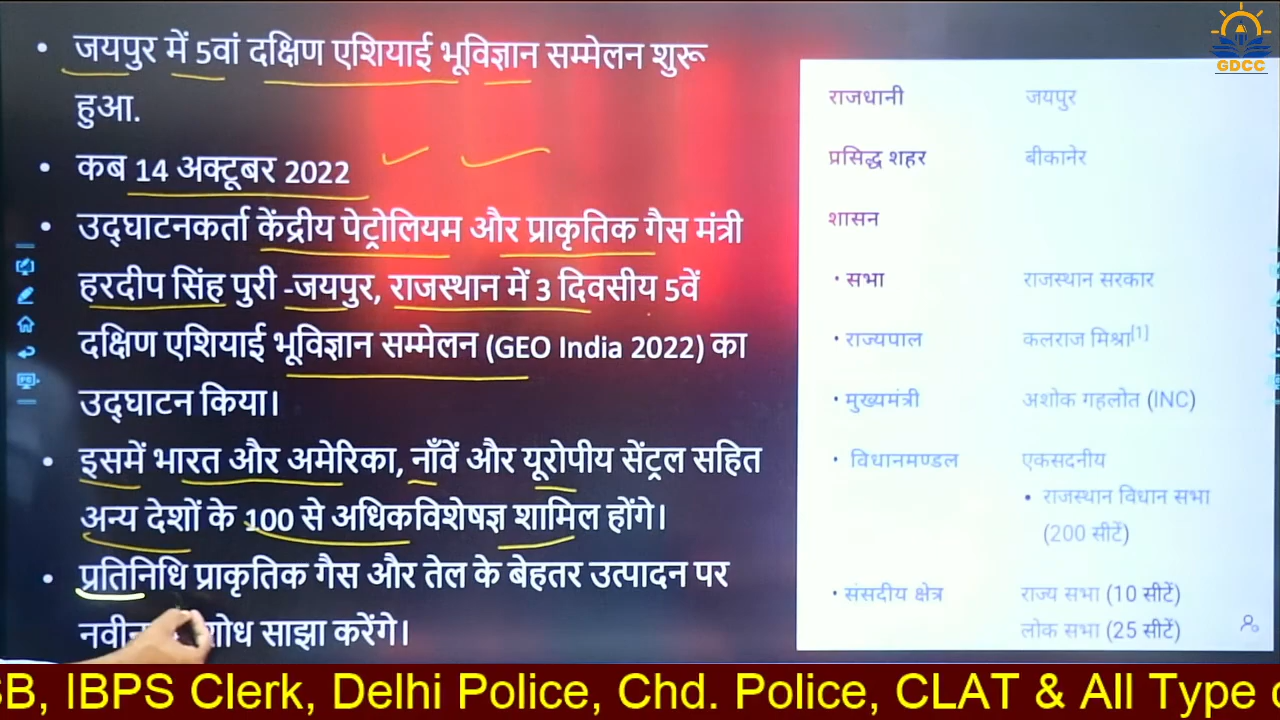 • जयपुर में 5वां दक्षिण एशियाई भूविज्ञान सम्मेलन शुरू
हुआ.
• कब 14 अक्टूबर 2022
• उद्घाटनकर्ता केंद्रीय पेट्रोलियम और प्राकृतिक गैस मंत्री
हरदीप सिंह पुरी -जयपुर, राजस्थान में 3 दिवसीय 5वें
दक्षिण एशियाई भूविज्ञान सम्मेलन (GEO India 2022) का
उद्घाटन किया।
• इसमें भारत और अमेरिका, नाँवें और यूरोपीय सेंट्रल सहित
अन्य देशों के 100 से अधिकविशेषज्ञ शामिल होंगे।
• प्रतिनिधि प्राकृतिक गैस और तेल के बेहतर उत्पादन पर
शोध साझा करेंगे।
GDCC
राजधानी जयपुर
प्रसिद्ध शहर बीकानेर
शासन
• सभा राजस्थान सरकार
• राज्यपाल कलराज मिश्रा[1]
• मुख्यमंत्री अशोक गहलोत (INC)
• विधानमण्डल एकसदनीय
• राजस्थान विधान सभा
(200 सीटें)
• संसदीय क्षेत्र राज्य सभा (10 सीटें)
लोक सभा (25 सीटें)
SB, IBPS Clerk, Delhi Police, Chd. Police, CLAT & All Type